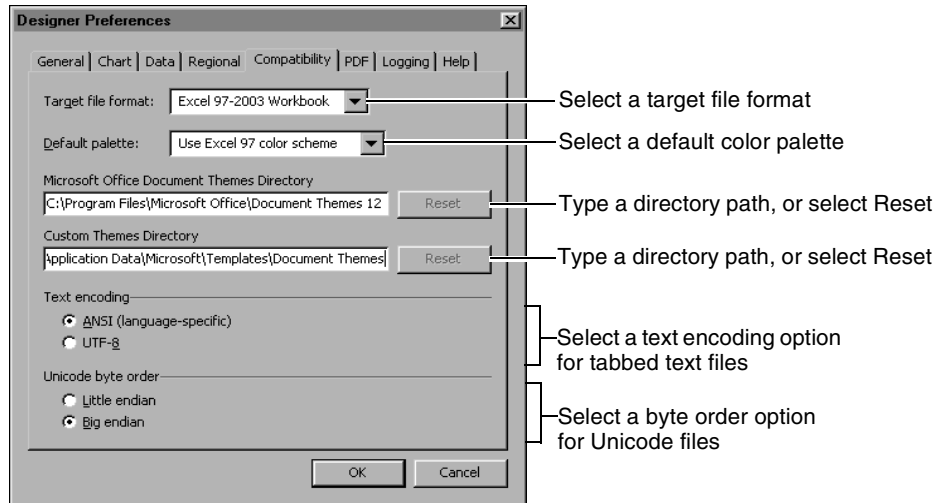 Designer Preferences
General Chart Data Regional Compatibility PDF Logging Help
Target file format: Excel 97-2003 Workbook
Select a target file format
Default palette: Use Excel 97 color scheme
Select a default color palette
Microsoft Office Document Themes Directory
C:\Program Files\Microsoft Office\Document Themes 12 Reset
Type a directory path, or select Reset
Custom Themes Directory
Application Data\Microsoft\Templates\Document Themes Reset
Type a directory path, or select Reset
Text encoding
ANSI (language-specific)
UTF-8
Select a text encoding option
for tabbed text files
Unicode byte order
Little endian
Big endian
Select a byte order option
for Unicode files
OK Cancel